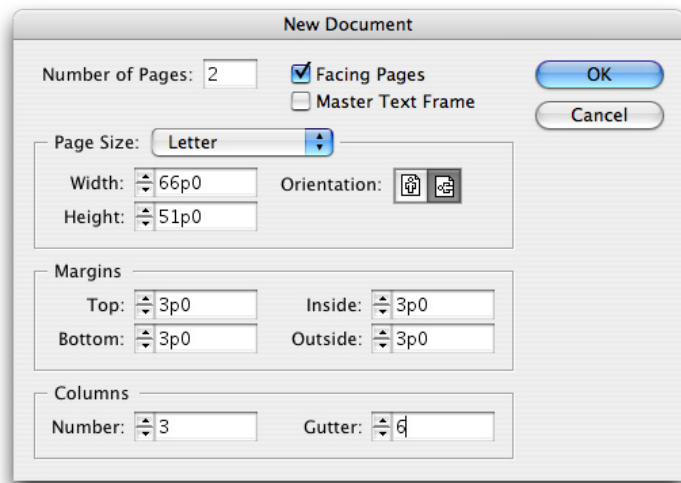 New Document
Number of Pages: 2
Facing Pages
OK
Master Text Frame
Cancel
Page Size: Letter
Width: 66p0
Orientation:
Height: 51p0
Margins
Top: 3p0
Inside: 3p0
Bottom: 3p0
Outside: 3p0
Columns
Number: 3
Gutter: 6